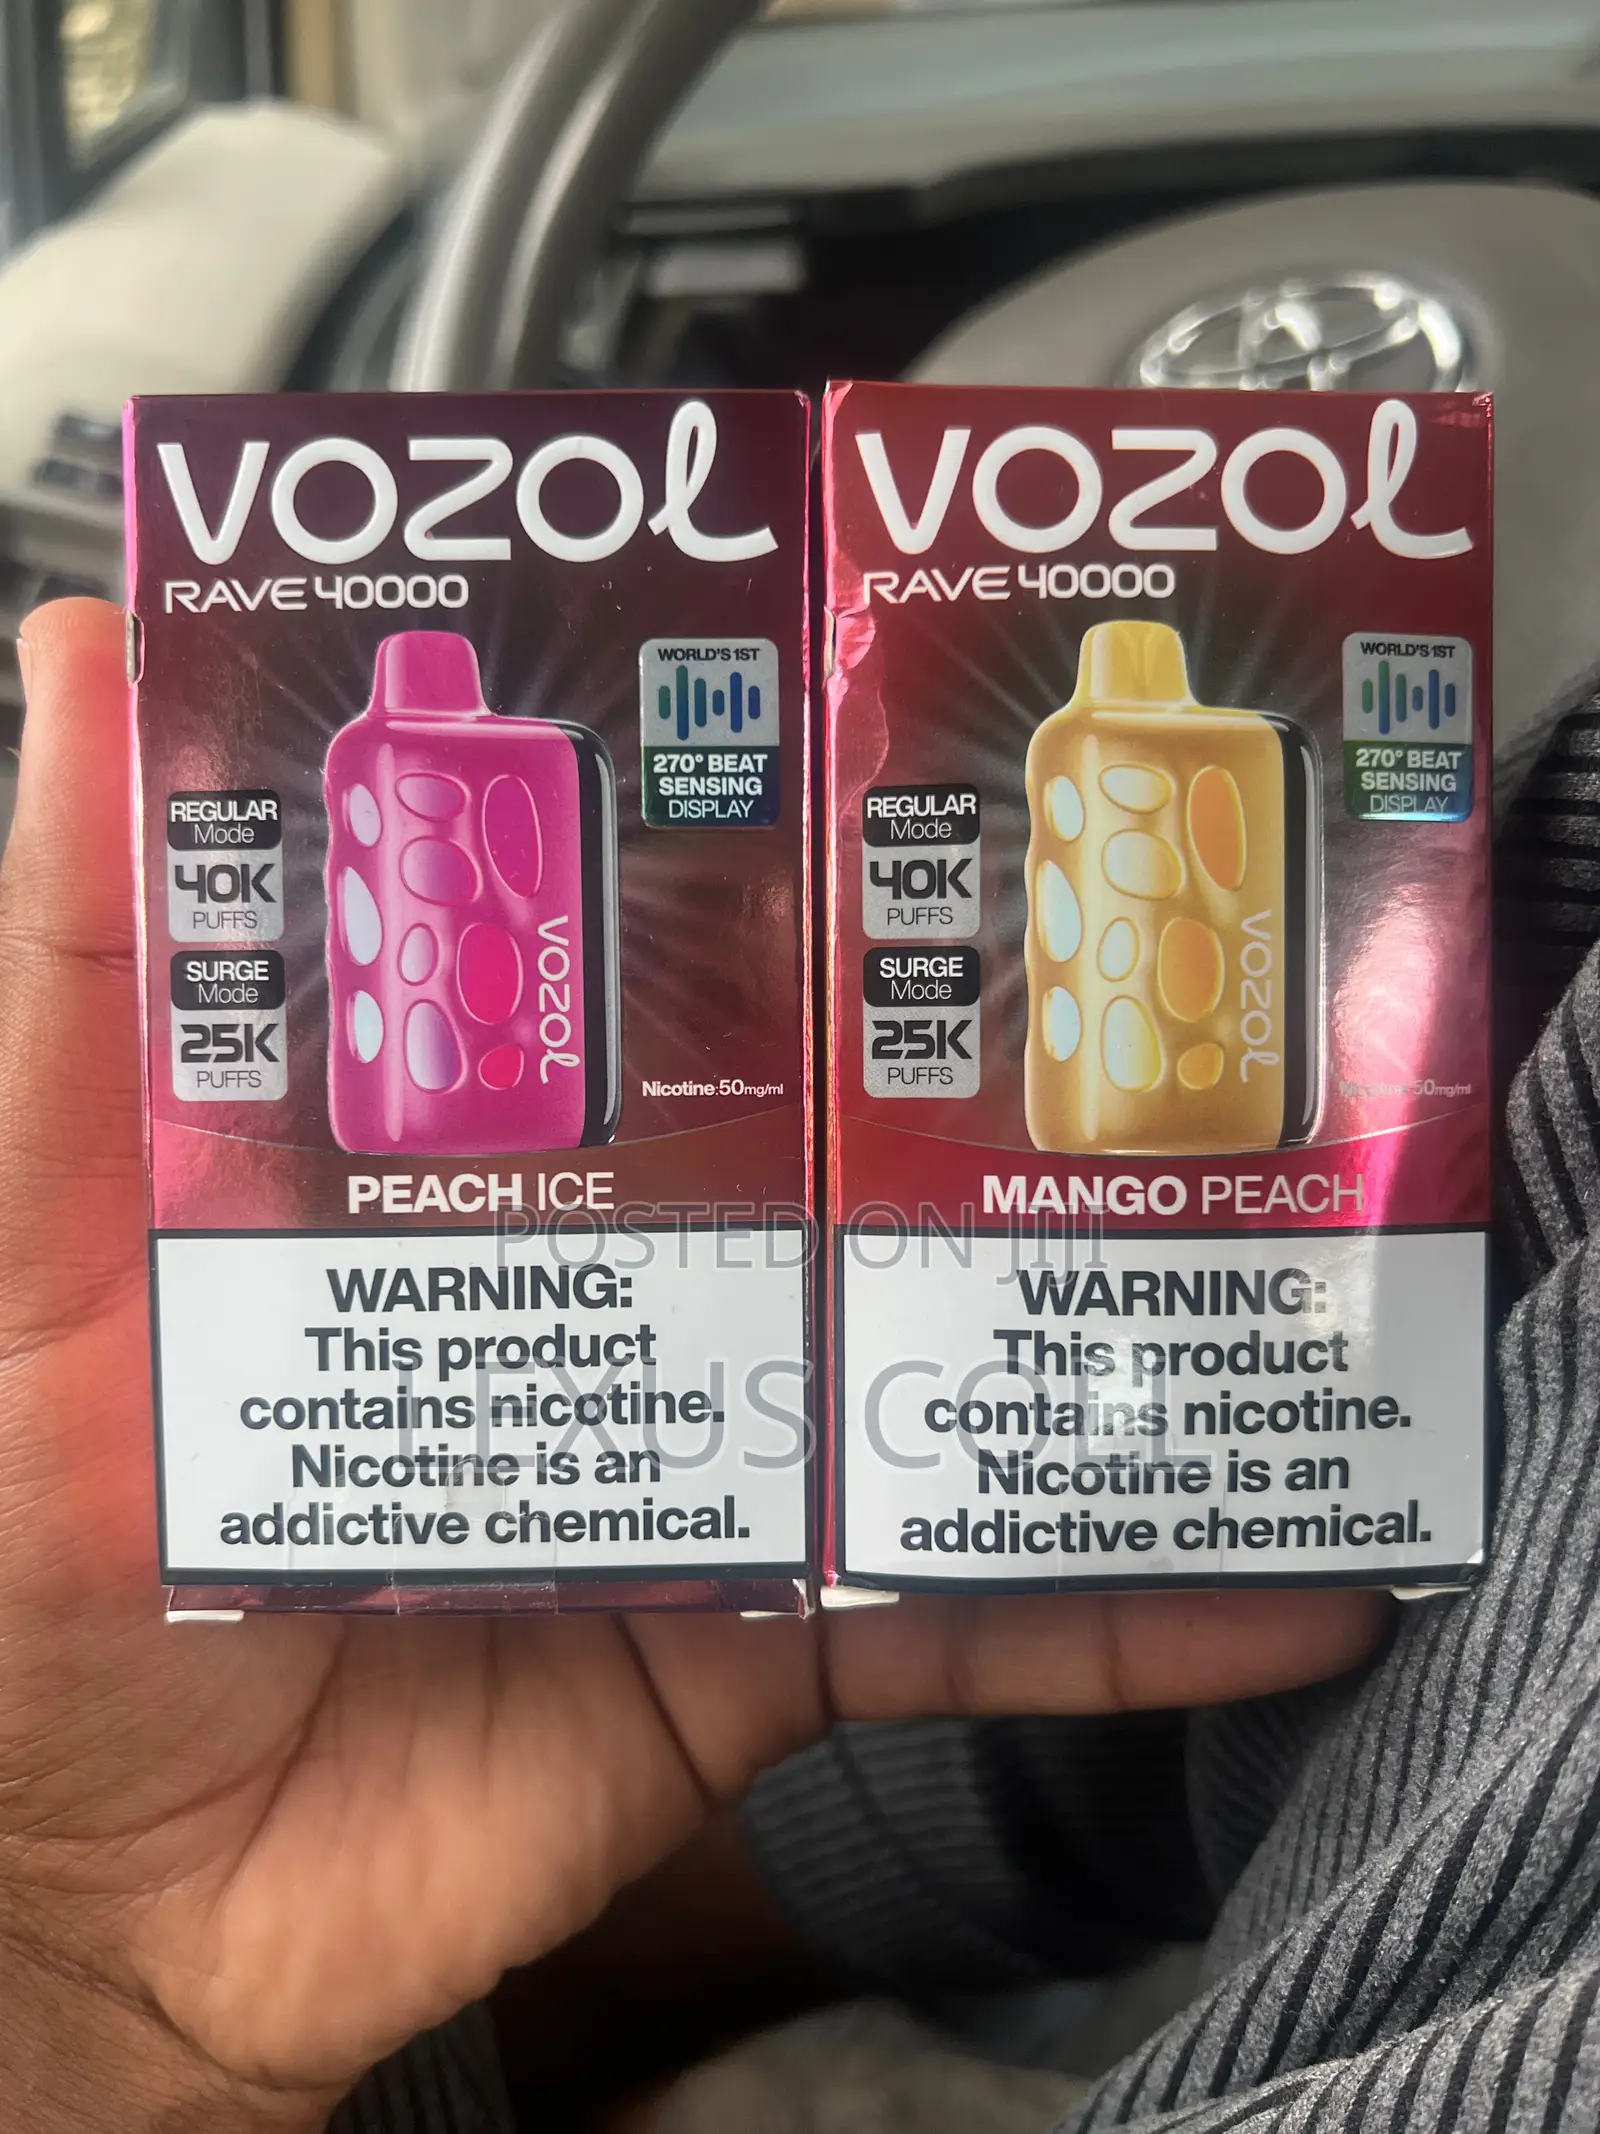 VOZOL
RAVE 40000
WORLD'S 1ST
270° BEAT
SENSING
DISPLAY
REGULAR
Mode
40K
PUFFS
SURGE
Mode
25K
PUFFS
VOZOL
Nicotine:50mg/ml
PEACH ICE
WARNING:
This product
contains nicotine.
Nicotine is an
addictive chemical.
VOZOL
RAVE 40000
WORLD'S 1ST
270° BEAT
SENSING
DISPLAY
REGULAR
Mode
40K
PUFFS
SURGE
Mode
25K
PUFFS
VOZOL
Nicotine:50mg/ml
MANGO PEACH
WARNING:
This product
contains nicotine.
Nicotine is an
addictive chemical.
POSTED ON JIJI
LEXUS COLL